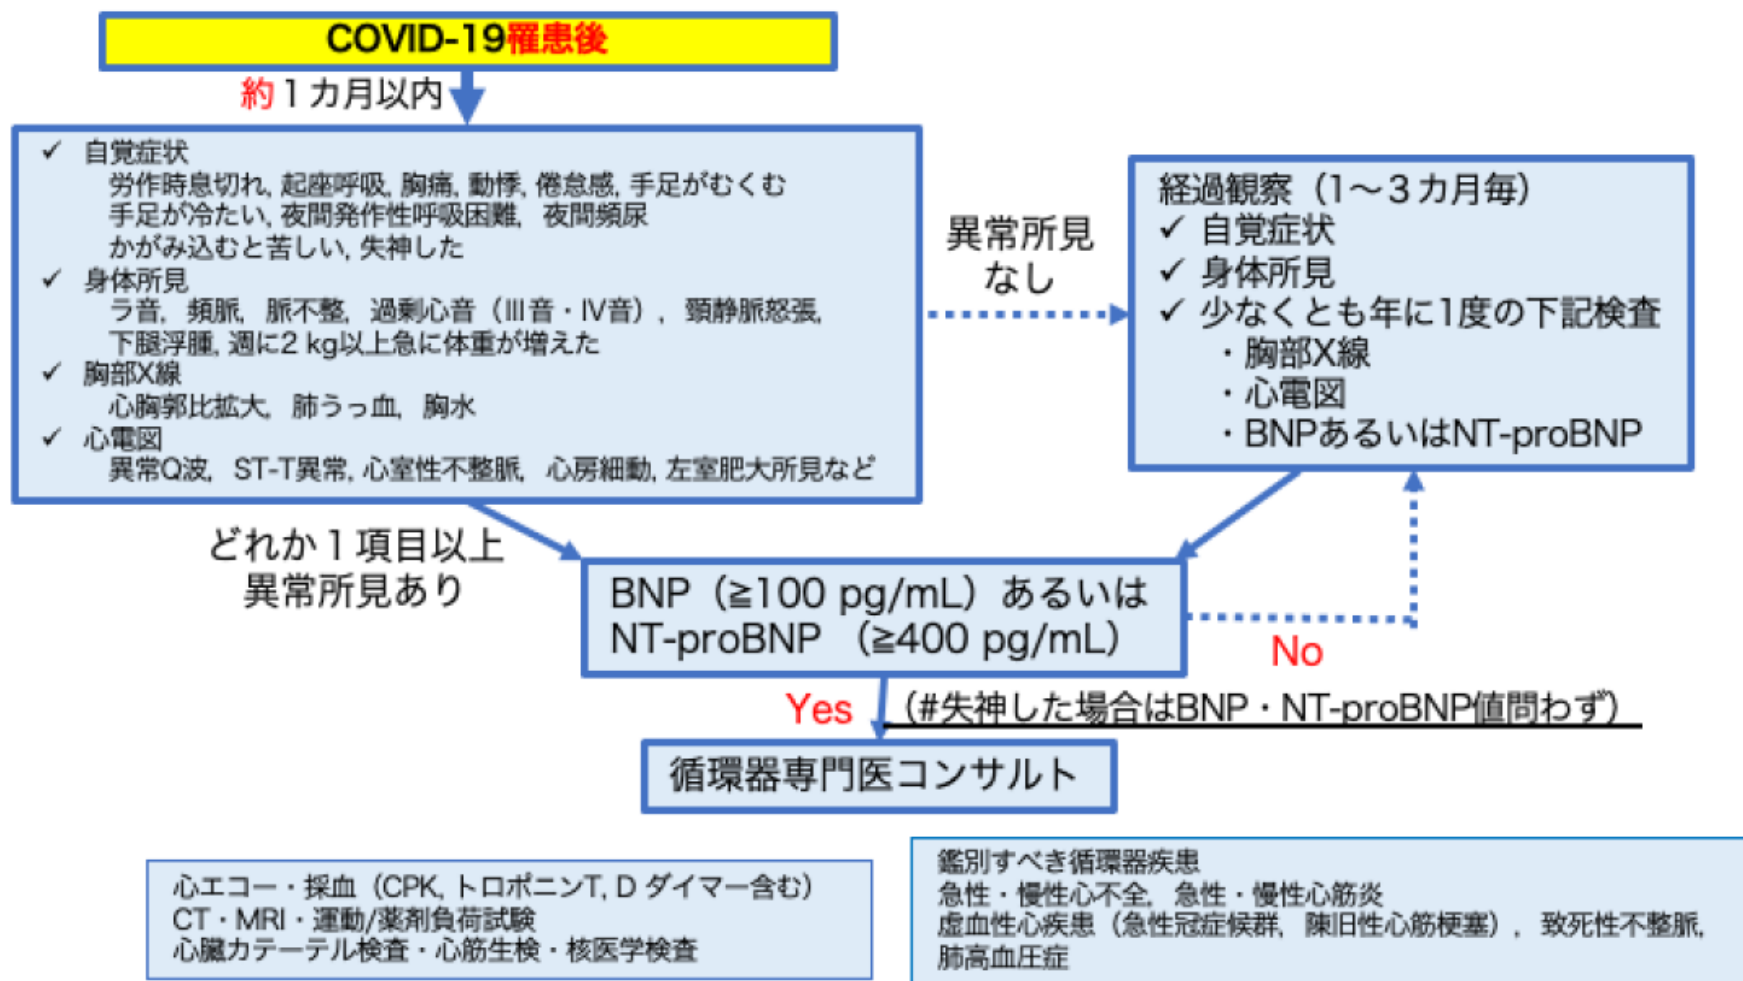 COVID-19罹患後
約1カ月以内
✓ 自覚症状
労作時息切れ, 起座呼吸, 胸痛, 動悸, 倦怠感, 手足がむくむ
手足が冷たい, 夜間発作性呼吸困難, 夜間頻尿
かがみ込むと苦しい, 失神した
✓ 身体所見
ラ音, 頻脈, 脈不整, 過剰心音（Ⅲ音・Ⅳ音）, 頸静脈怒張,
下腿浮腫, 週に2 kg以上急に体重が増えた
✓ 胸部X線
心胸郭比拡大, 肺うっ血, 胸水
✓ 心電図
異常Q波, ST-T異常, 心室性不整脈, 心房細動, 左室肥大所見など
異常所見
なし
経過観察（1〜3カ月毎）
✓ 自覚症状
✓ 身体所見
✓ 少なくとも年に1度の下記検査
・胸部X線
・心電図
・BNPあるいはNT-proBNP
どれか1項目以上
異常所見あり
BNP（≧100 pg/mL）あるいは
NT-proBNP （≧400 pg/mL）
No
Yes
（#失神した場合はBNP・NT-proBNP値問わず）
循環器専門医コンサルト
心エコー・採血（CPK, トロポニンT, D ダイマー含む）
CT・MRI・運動/薬剤負荷試験
心臓カテーテル検査・心筋生検・核医学検査
鑑別すべき循環器疾患
急性・慢性心不全, 急性・慢性心筋炎
虚血性心疾患（急性冠症候群, 陳旧性心筋梗塞）, 致死性不整脈,
肺高血圧症